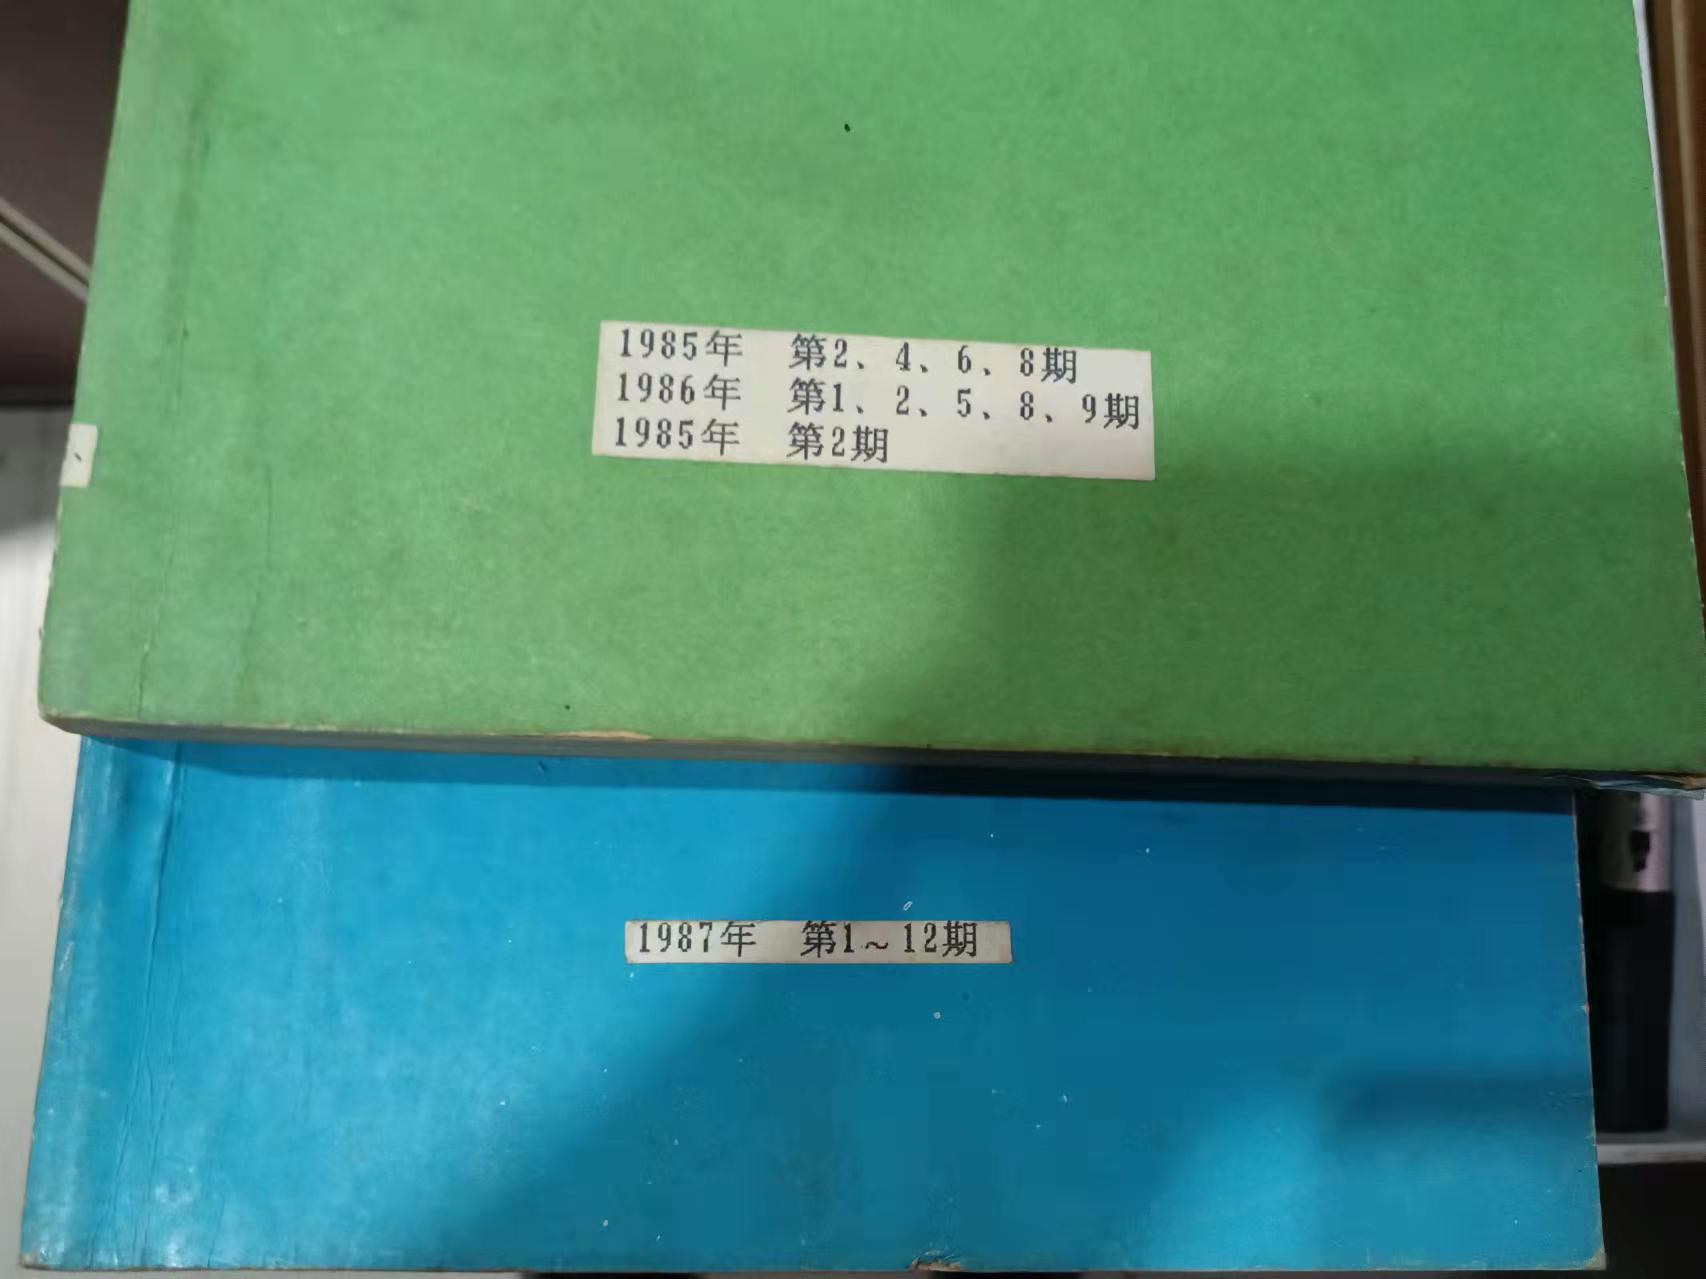 1985年 第2、4、6、8期
1986年 第1、2、5、8、9期
1985年 第2期
、
1987年 第1~12期